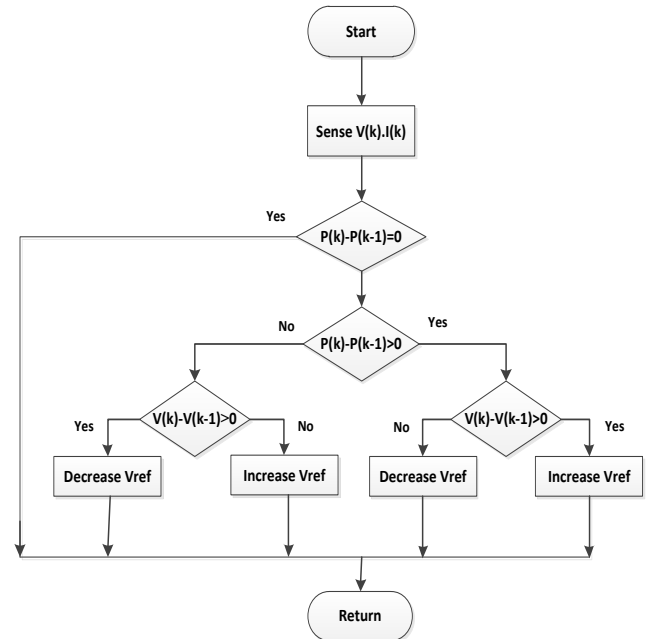 Start
Sense V(k).I(k)
Yes
P(k)-P(k-1)=0
No
P(k)-P(k-1)>0
Yes
Yes
V(k)-V(k-1)>0
No
No
V(k)-V(k-1)>0
Yes
Decrease Vref
Increase Vref
Decrease Vref
Increase Vref
Return